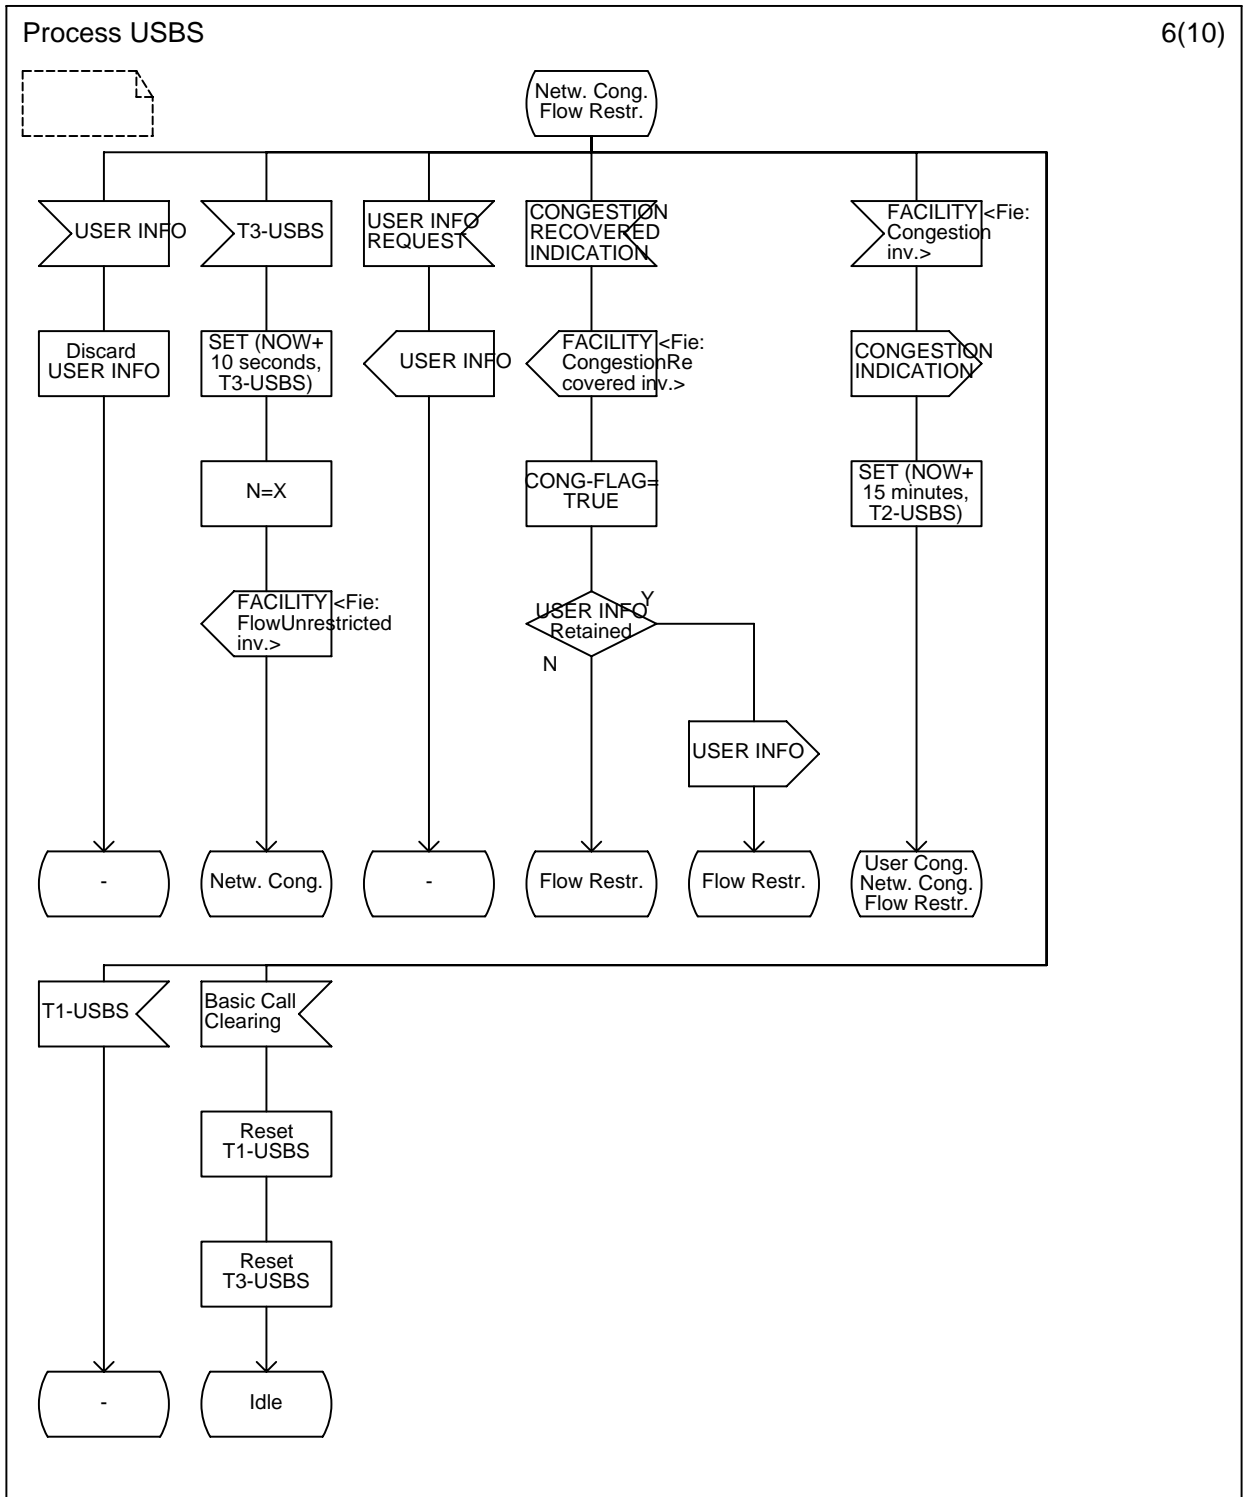 Process USBS
6(10)
Netw. Cong.
Flow Restr.
USER INFO
T3-USBS
USER INFO
REQUEST
CONGESTION
RECOVERED
INDICATION
FACILITY <Fie:
Congestion
inv.>
Discard
USER INFO
SET (NOW+
10 seconds,
T3-USBS)
USER INFO
FACILITY <Fie:
CongestionRe
covered inv.>
CONGESTION
INDICATION
N=X
CONG-FLAG=
TRUE
SET (NOW+
15 minutes,
T2-USBS)
FACILITY <Fie:
FlowUnrestricted
inv.>
USER INFO
Retained
Y
N
USER INFO
-
Netw. Cong.
-
Flow Restr.
Flow Restr.
User Cong.
Netw. Cong.
Flow Restr.
T1-USBS
Basic Call
Clearing
Reset
T1-USBS
Reset
T3-USBS
-
Idle